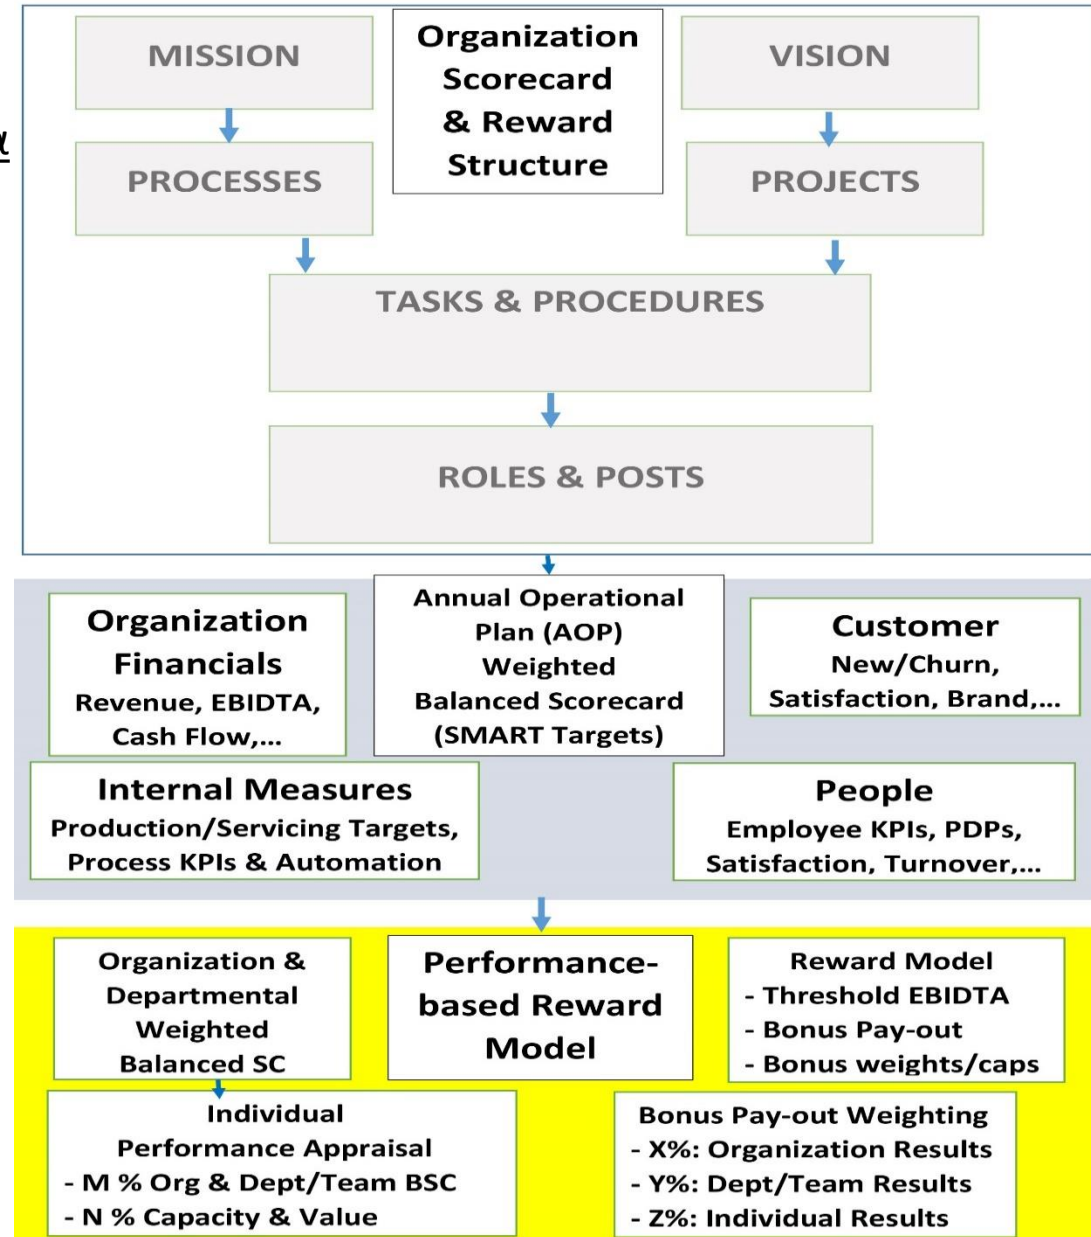 MISSION
Organization
Scorecard
& Reward
Structure
VISION
PROCESSES
PROJECTS
TASKS & PROCEDURES
ROLES & POSTS
Organization
Financials
Revenue, EBIDTA,
Cash Flow,...
Annual Operational
Plan (AOP)
Weighted
Balanced Scorecard
(SMART Targets)
Customer
New/Churn,
Satisfaction, Brand,...
Internal Measures
Production/Servicing Targets,
Process KPIs & Automation
People
Employee KPIs, PDPs,
Satisfaction, Turnover,...
Organization &
Departmental
Weighted
Balanced SC
Performance-
based Reward
Model
Reward Model
- Threshold EBIDTA
- Bonus Pay-out
- Bonus weights/caps
Individual
Performance Appraisal
- M % Org & Dept/Team BSC
- N % Capacity & Value
Bonus Pay-out Weighting
- X%: Organization Results
- Y%: Dept/Team Results
- Z%: Individual Results